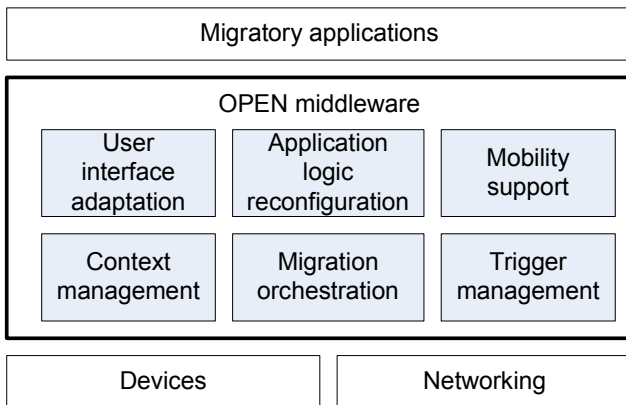 Migratory applications
OPEN middleware
User
interface
adaptation
Application
logic
reconfiguration
Mobility
support
Context
management
Migration
orchestration
Trigger
management
Devices
Networking